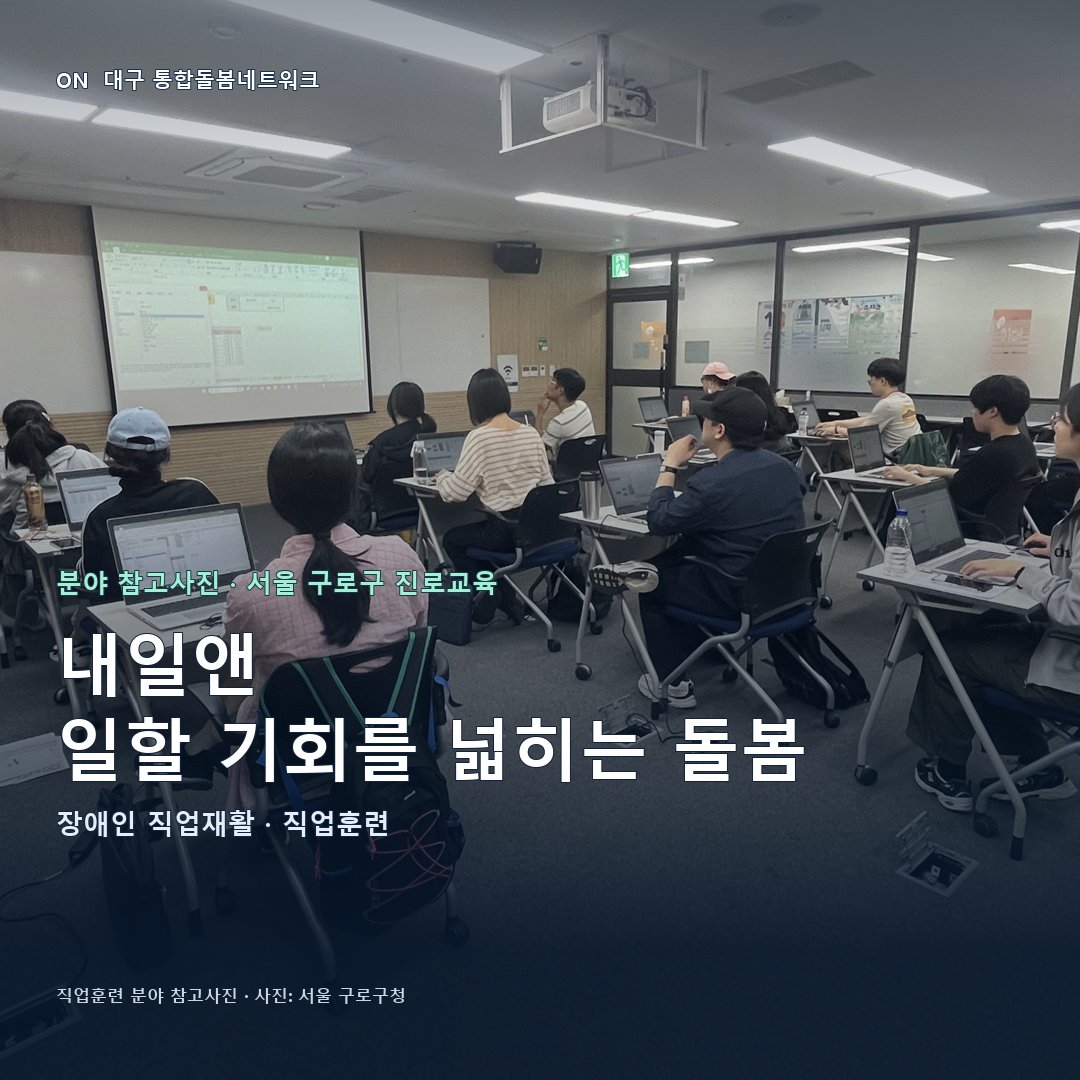 ON 대구 통합돌봄네트워크
분야 참고사진 · 서울 구로구 진로교육
내일앤
일할 기회를 넓히는 돌봄
장애인 직업재활 · 직업훈련
직업훈련 분야 참고사진 · 사진: 서울 구로구청